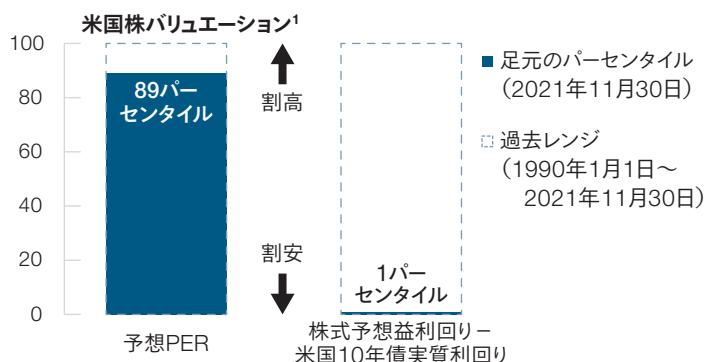 米国株バリュエーション¹
100
80
60
40
20
0
89パー
センタイル
割高
割安
1パー
センタイル
予想PER
株式予想益利回り−
米国10年債実質利回り
足元のパーセンタイル
（2021年11月30日）
過去レンジ
（1990年1月1日～
2021年11月30日）